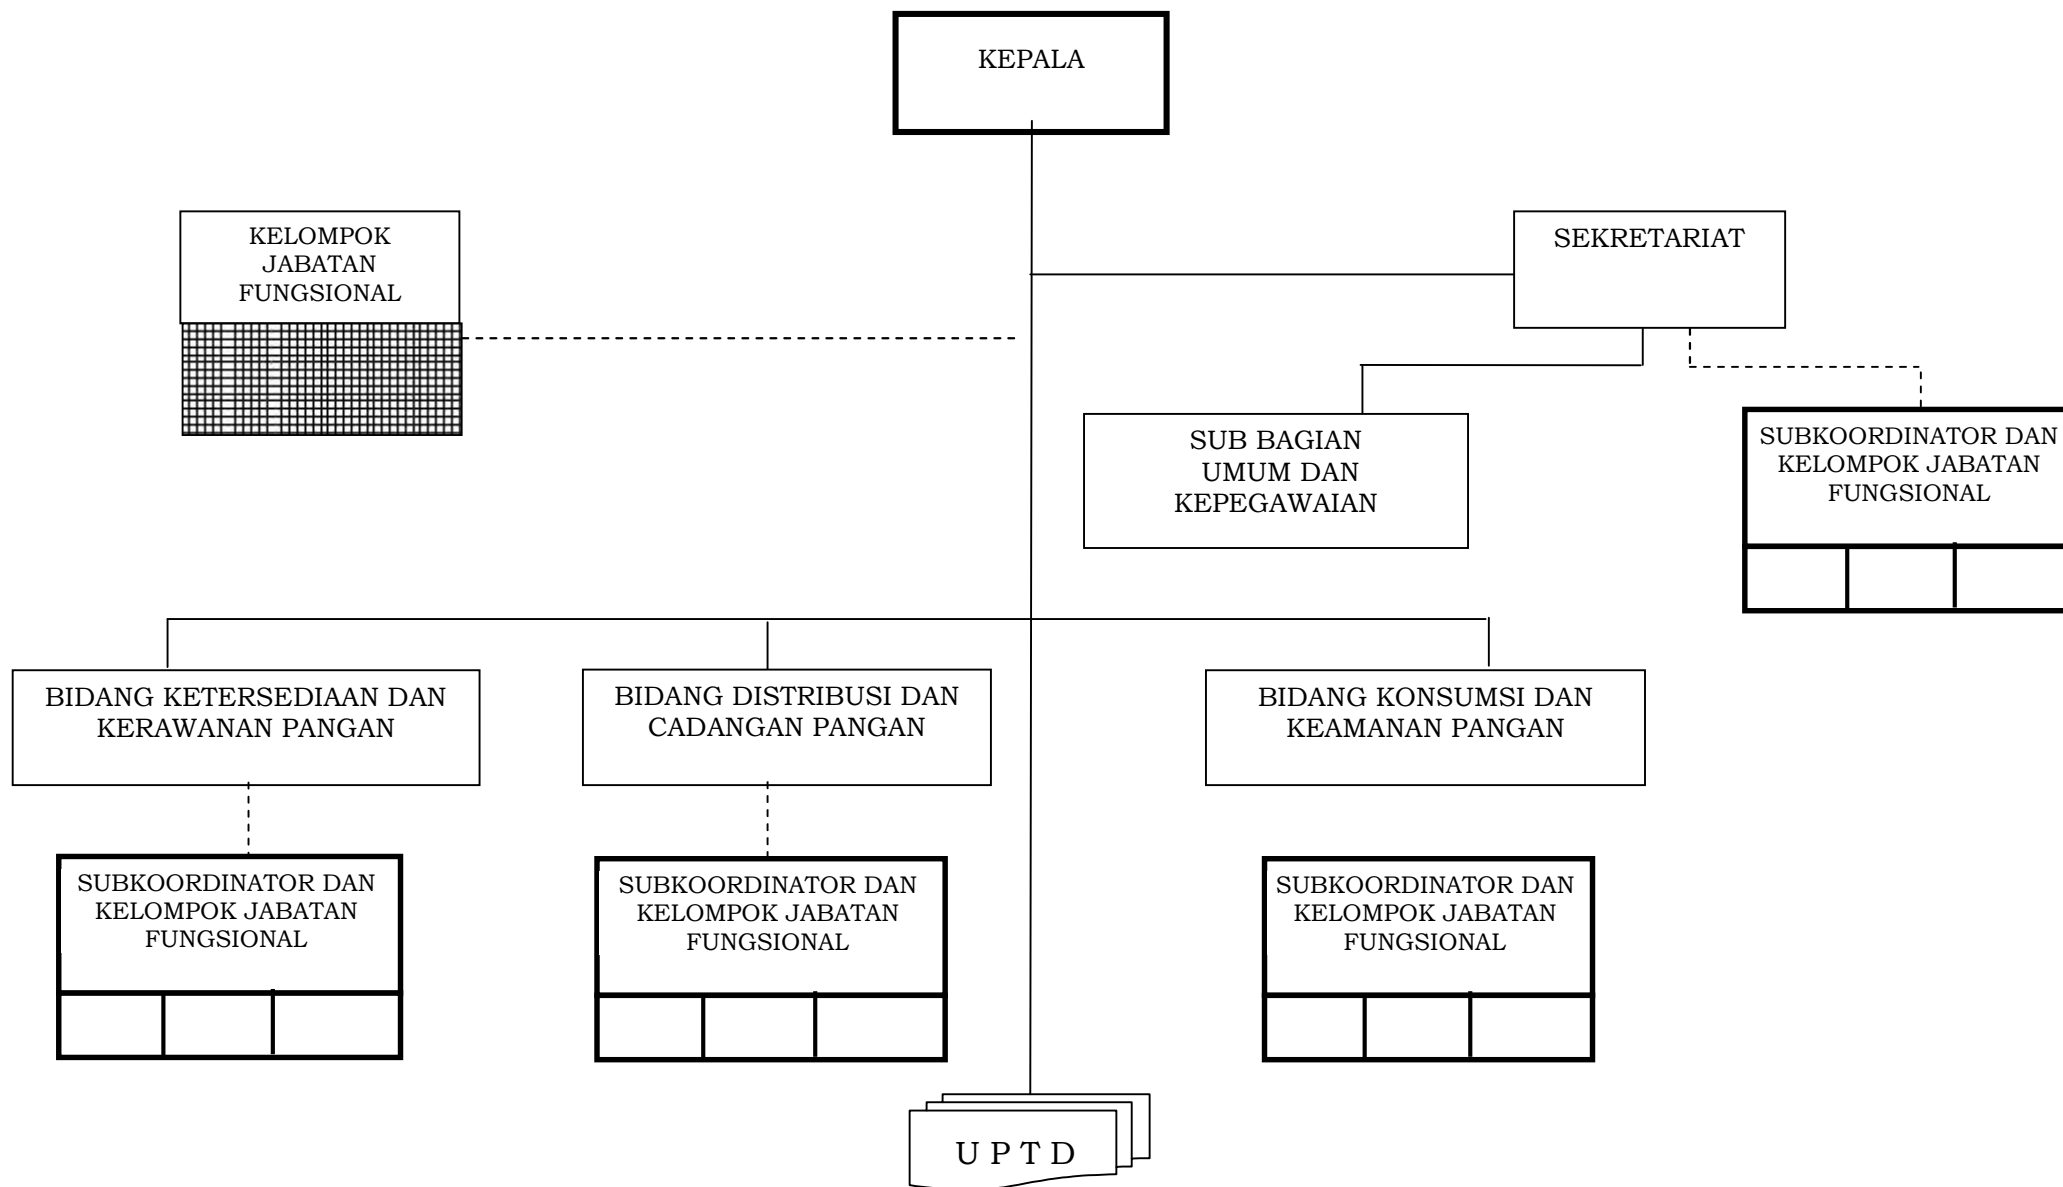 KEPALA
KELOMPOK
JABATAN
FUNGSIONAL
SEKRETARIAT
SUB BAGIAN
UMUM DAN
KEPEGAWAIAN
SUBKOORDINATOR DAN
KELOMPOK JABATAN
FUNGSIONAL
BIDANG KETERSEDIAAN DAN
KERAWANAN PANGAN
BIDANG DISTRIBUSI DAN
CADANGAN PANGAN
BIDANG KONSUMSI DAN
KEAMANAN PANGAN
SUBKOORDINATOR DAN
KELOMPOK JABATAN
FUNGSIONAL
SUBKOORDINATOR DAN
KELOMPOK JABATAN
FUNGSIONAL
SUBKOORDINATOR DAN
KELOMPOK JABATAN
FUNGSIONAL
U P T D